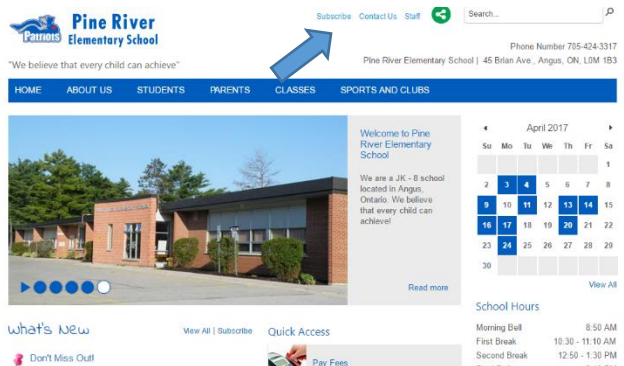 Patriots
Pine River
Elementary School
"We believe that every child can achieve"
Subscribe Contact Us Staff
Search...
Phone Number 705-424-3317
Pine River Elementary School | 45 Brian Ave., Angus, ON, L0M 1B3
HOME ABOUT US STUDENTS PARENTS CLASSES SPORTS AND CLUBS
Welcome to Pine
River Elementary
School
We are a JK - 8 school
located in Angus,
Ontario. We believe
that every child can
achieve!
Read more
April 2017
Su Mo Tu We Th Fr Sa
1
2 3 4 5 6 7 8
9 10 11 12 13 14 15
16 17 18 19 20 21 22
23 24 25 26 27 28 29
30
View All
School Hours
Morning Bell 8:50 AM
First Break 10:30 - 11:10 AM
Second Break 12:50 - 1:30 PM
What's New
View All | Subscribe
Don't Miss Out!
Quick Access
Pay Fees